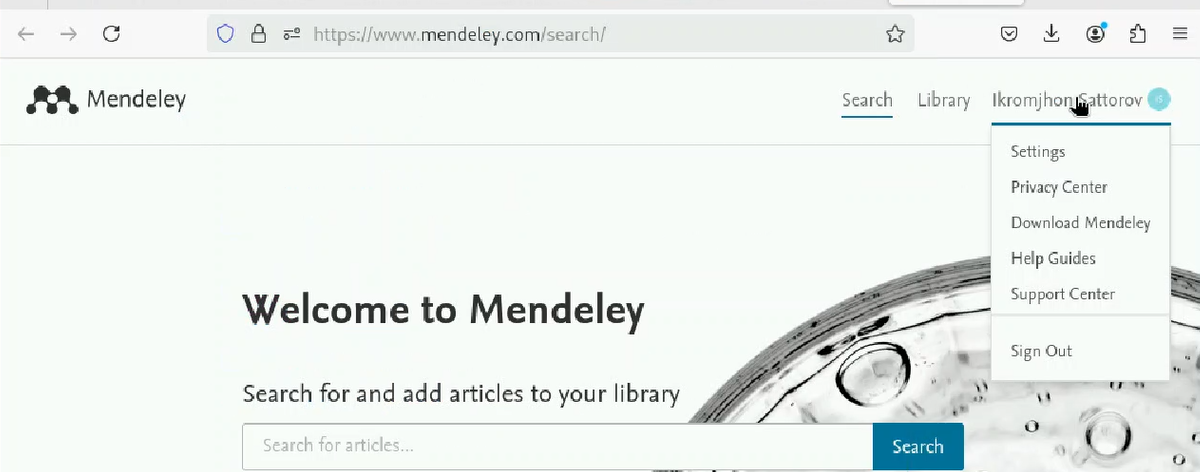 https://www.mendeley.com/search/
Mendeley
Search Library Ikromjhon Sattorov
Settings
Privacy Center
Download Mendeley
Help Guides
Support Center
Sign Out
Welcome to Mendeley
Search for and add articles to your library
Search for articles... Search